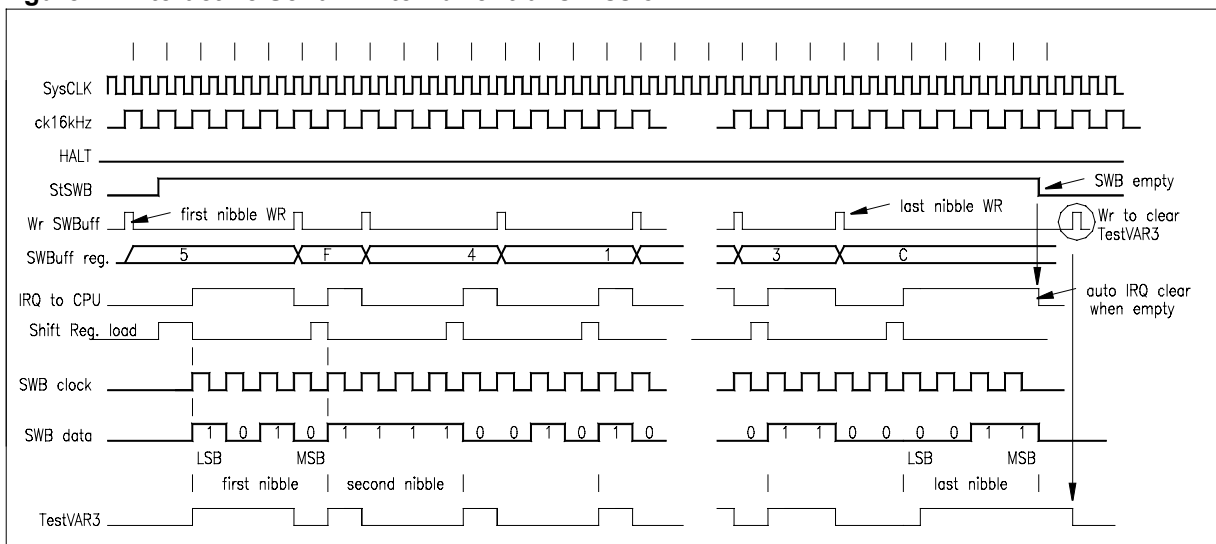 SysCLK
ck16kHz
HALT
StSWB
SWB empty
Wr SWBuff
first nibble WR
last nibble WR
Wr to clear
TestVAR3
SWBuff reg.
5 F 4 1 3 C
IRQ to CPU
auto IRQ clear
when empty
Shift Reg. load
SWB clock
SWB data
1 0 1 0 1 1 1 1 0 0 1 0 1 0 0 1 1 0 0 0 0 1 1
LSB MSB LSB MSB
first nibble second nibble last nibble
TestVAR3